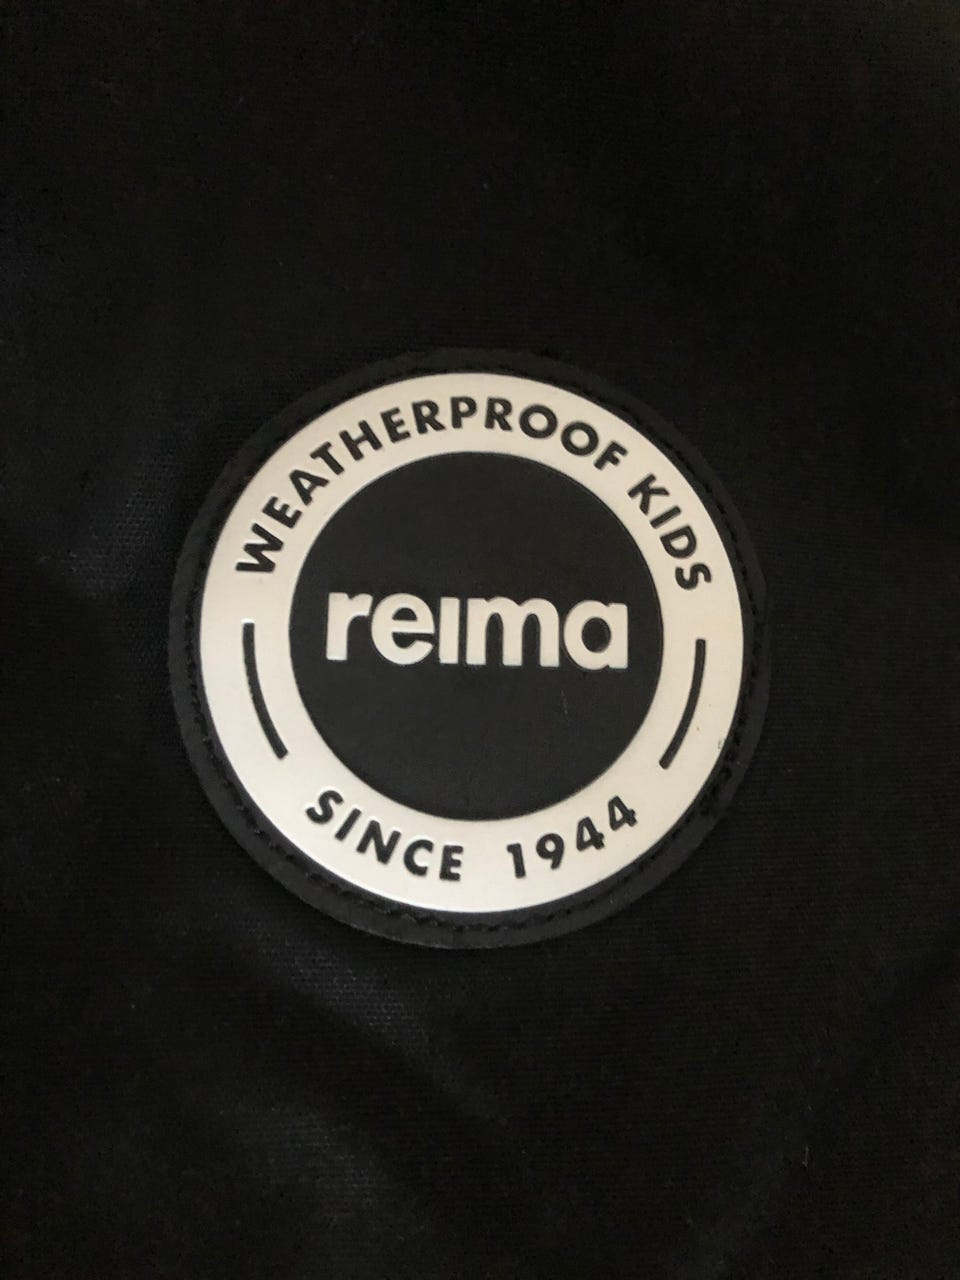 WEATHERPROOF KIDS
reima
SINCE 1944